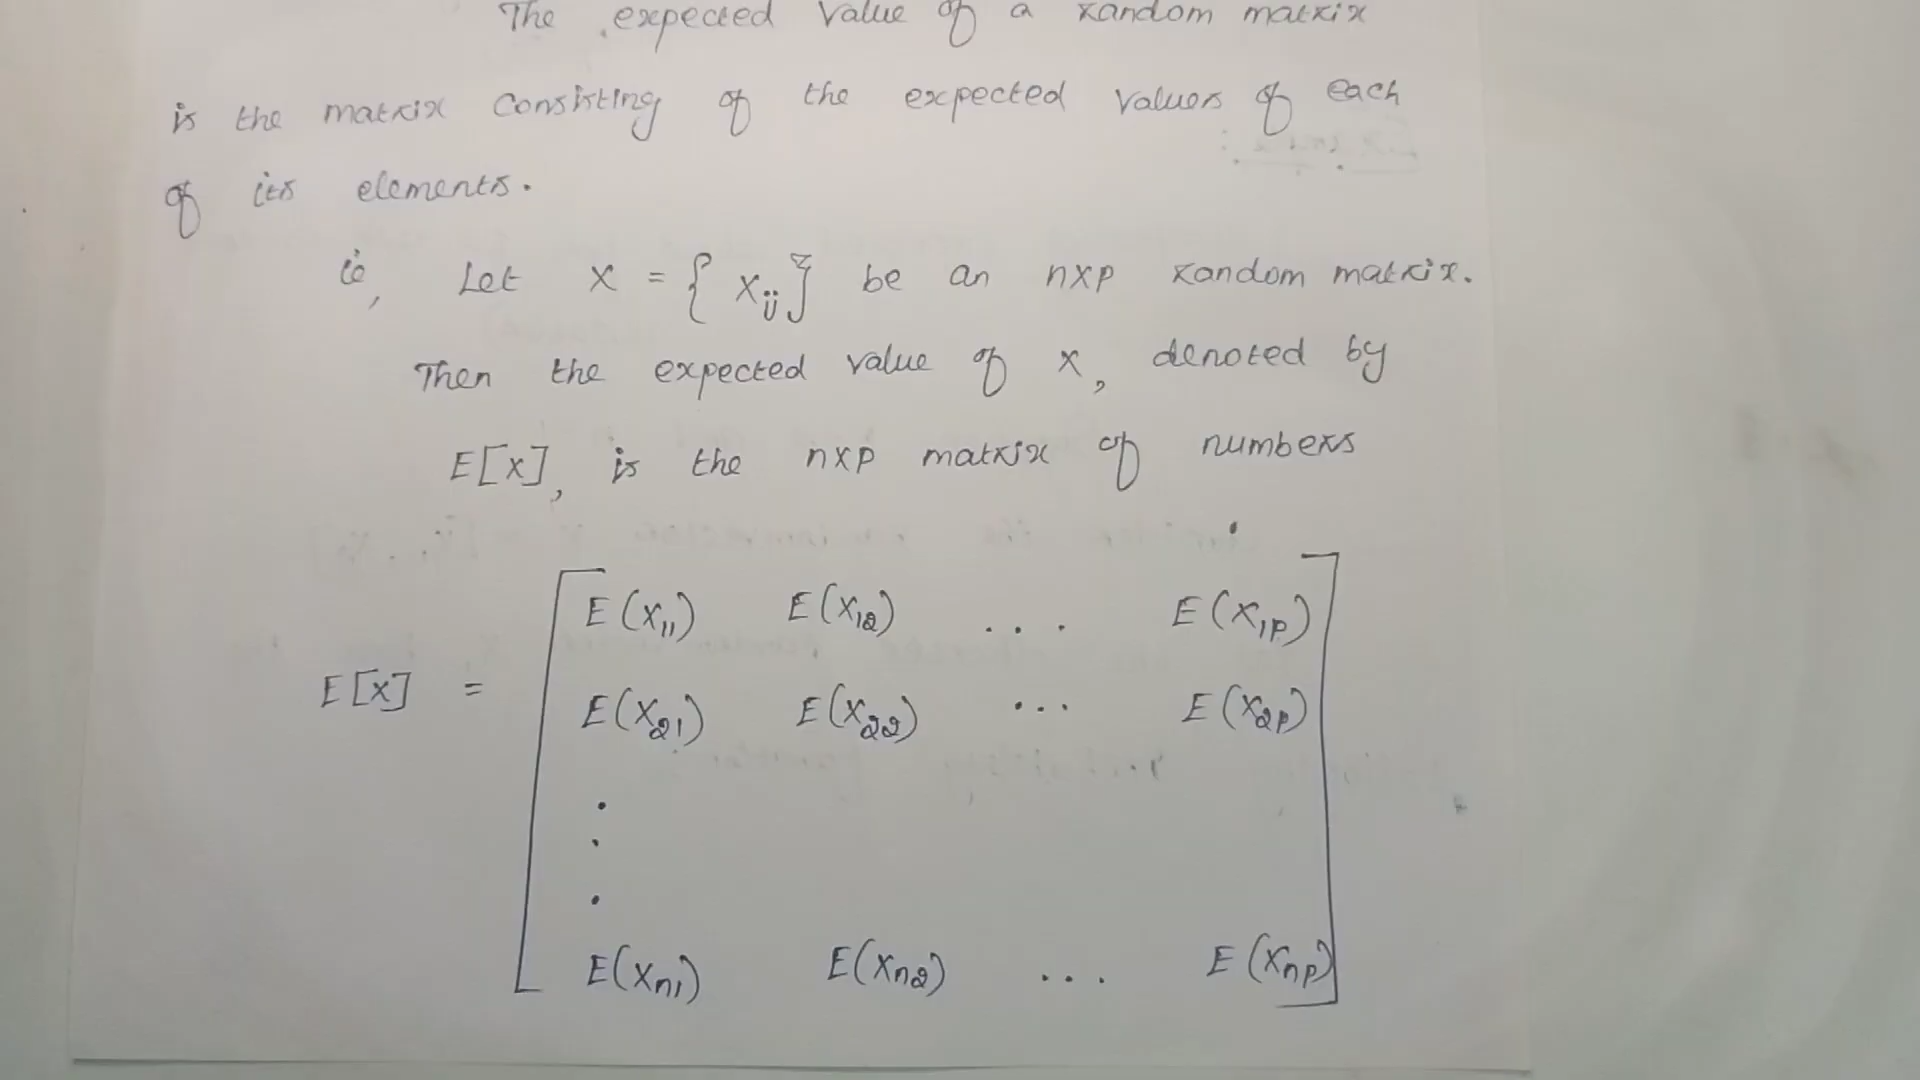 The expected value of a random matrix
is the matrix consisting of the expected values of each
of its elements.
ie, Let X = { Xij } be an nxp random matrix.
Then the expected value of X, denoted by
E[X], is the nxp matrix of numbers
E(X11) E(X12) ... E(X1p)
E[X] = E(X21) E(X22) ... E(X2p)
.
.
.
E(Xn1) E(Xn2) ... E(Xnp)